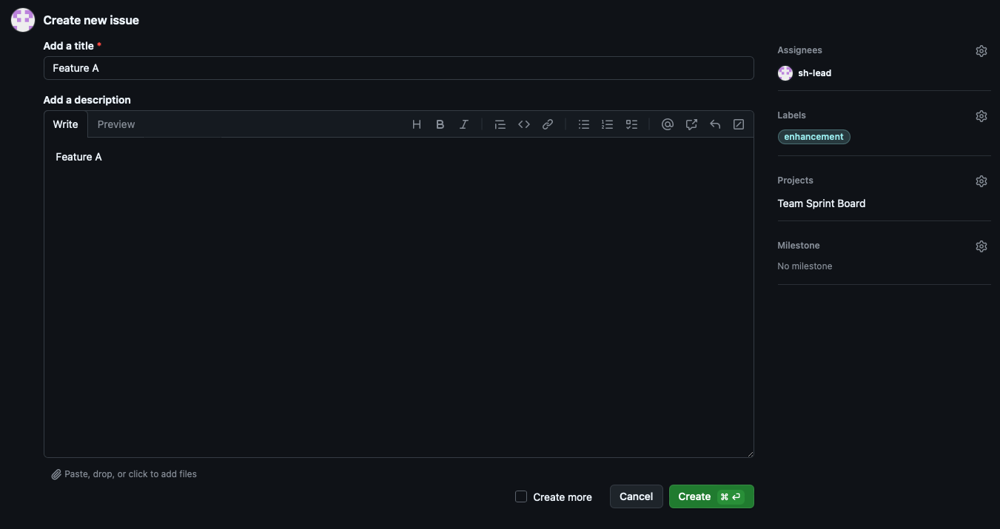 Create new issue
Add a title *
Feature A
Add a description
Write Preview
Feature A
Paste, drop, or click to add files
Create more Cancel Create ⌘ ↵
Assignees
sh-lead
Labels
enhancement
Projects
Team Sprint Board
Milestone
No milestone